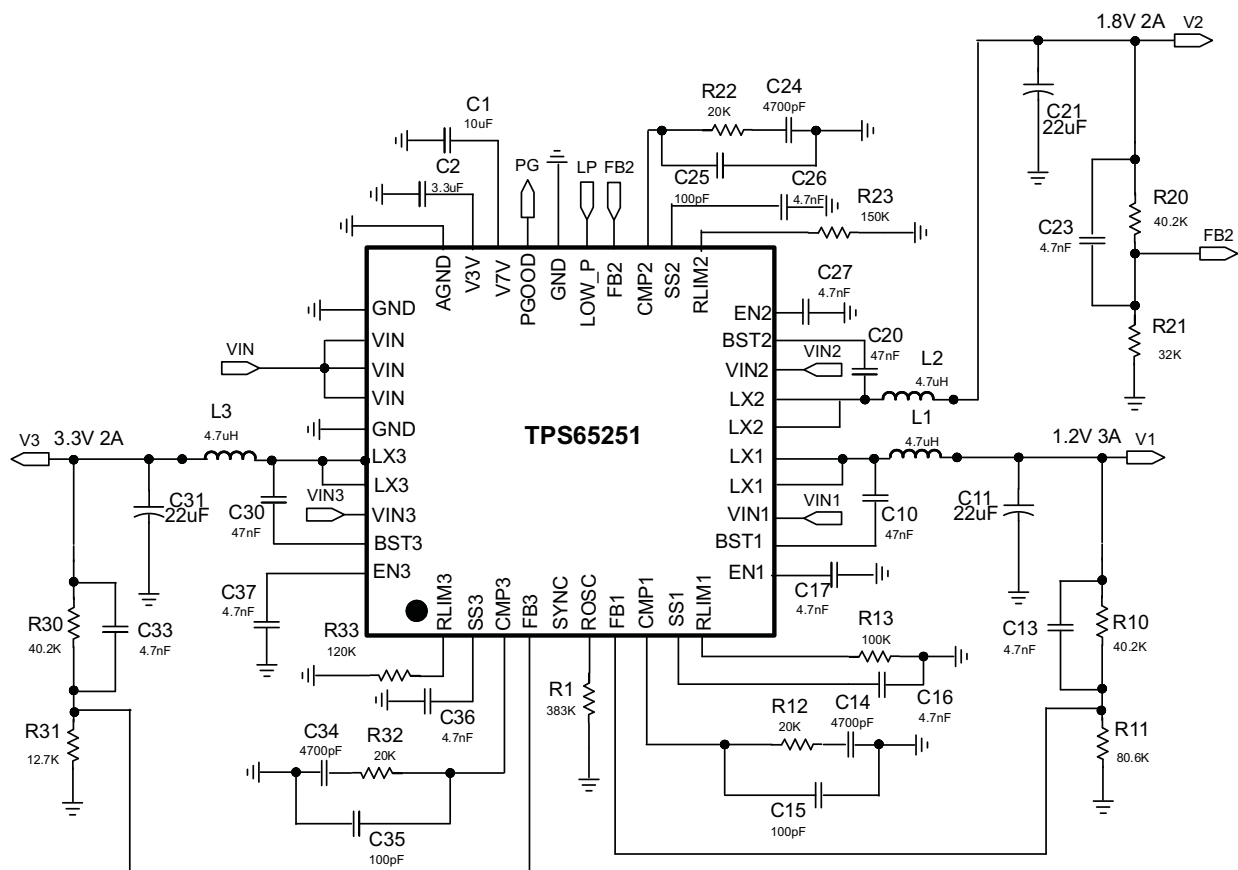 1.8V 2A
V2
C21
22uF
R22
20K
C24
4700pF
C1
10uF
C2
3.3uF
PG
LP
FB2
C25
100pF
C26
4.7nF
R23
150K
C23
4.7nF
R20
40.2K
FB2
R21
32K
AGND
V3V
V7V
PGOOD
GND
LOW_P
FB2
CMP2
SS2
RLIM2
C27
4.7nF
GND
VIN
VIN
VIN
VIN
GND
LX3
LX3
VIN3
VIN3
BST3
EN3
TPS65251
EN2
BST2
VIN2
VIN2
LX2
LX2
LX1
LX1
VIN1
VIN1
BST1
EN1
C20
47nF
L2
4.7uH
L1
4.7uH
1.2V 3A
V1
C11
22uF
C10
47nF
C17
4.7nF
V3
3.3V 2A
L3
4.7uH
C31
22uF
C30
47nF
C37
4.7nF
R30
40.2K
C33
4.7nF
R31
12.7K
RLIM3
SS3
CMP3
FB3
SYNC
ROSC
FB1
CMP1
SS1
RLIM1
R33
120K
C36
4.7nF
C34
4700pF
R32
20K
C35
100pF
R1
383K
R13
100K
C16
4.7nF
R12
20K
C14
4700pF
C15
100pF
C13
4.7nF
R10
40.2K
R11
80.6K